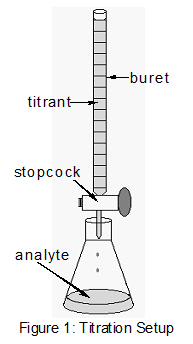 buret
titrant
stopcock
analyte
Figure 1: Titration Setup